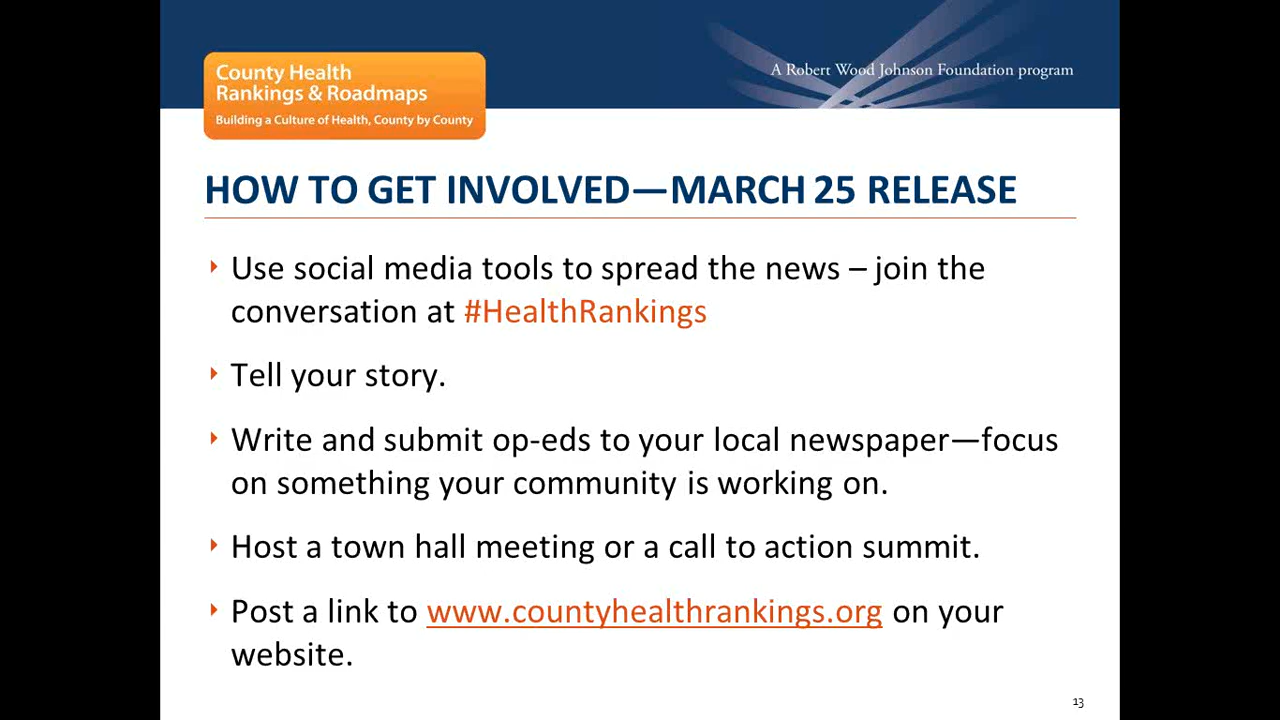 County Health
Rankings & Roadmaps
Building a Culture of Health, County by County
A Robert Wood Johnson Foundation program
HOW TO GET INVOLVED—MARCH 25 RELEASE
Use social media tools to spread the news – join the
conversation at #HealthRankings
Tell your story.
Write and submit op-eds to your local newspaper—focus
on something your community is working on.
Host a town hall meeting or a call to action summit.
Post a link to www.countyhealthrankings.org on your
website.
13